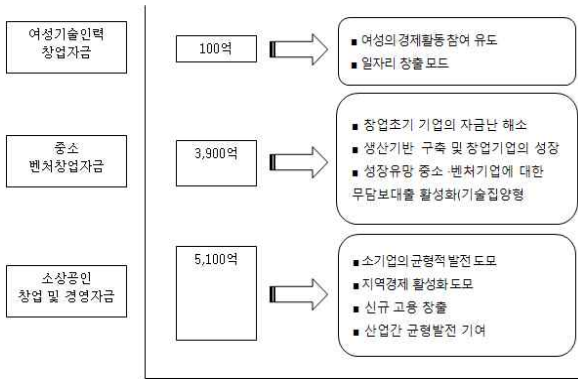 여성기술인력
창업자금
100억
■ 여성의 경제활동 참여 유도
■ 일자리 창출 모드
중소
벤처창업자금
3,900억
■ 창업초기 기업의 자금난 해소
■ 생산기반 구축 및 창업기업의 성장
■ 성장유망 중소·벤처기업에 대한
무담보대출 활성화(기술집양형
소상공인
창업 및 경영자금
5,100억
■ 소기업의 균형적 발전 도모
■ 지역경제 활성화 도모
■ 신규 고용 창출
■ 산업간 균형발전 기여